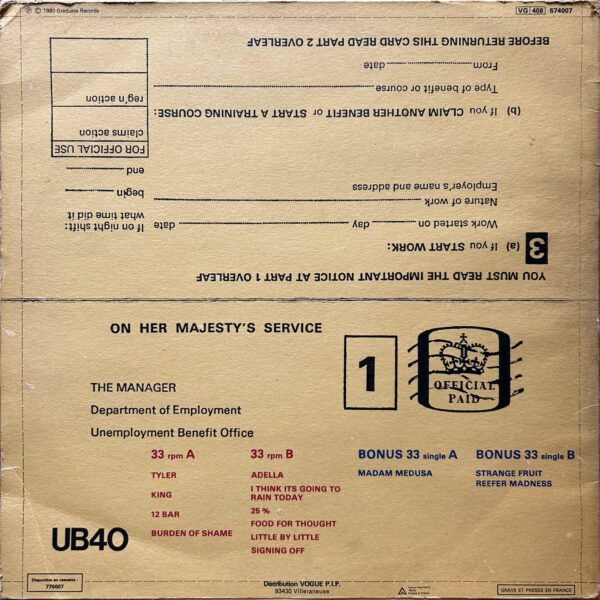 ℗ © 1980 Graduate Records
VG 408 574007
YOU MUST READ THE IMPORTANT NOTICE AT PART 1 OVERLEAF
3 (a) If you START WORK:
Work started on day date
Nature of work
Employer's name and address
If on night shift:
what time did it
begin
end
FOR OFFICIAL USE
claims action
reg'n action
(b) If you CLAIM ANOTHER BENEFIT or START A TRAINING COURSE:
Type of benefit or course
From date
BEFORE RETURNING THIS CARD READ PART 2 OVERLEAF
ON HER MAJESTY'S SERVICE
1
OFFICIAL
PAID
THE MANAGER
Department of Employment
Unemployment Benefit Office
33 rpm A
TYLER
KING
12 BAR
BURDEN OF SHAME
33 rpm B
ADELLA
I THINK ITS GOING TO
RAIN TODAY
25 %
FOOD FOR THOUGHT
LITTLE BY LITTLE
SIGNING OFF
BONUS 33 single A
MADAM MEDUSA
BONUS 33 single B
STRANGE FRUIT
REEFER MADNESS
UB40
Disponible en cassette
776007
Distribution VOGUE P.I.P.
93430 Villetaneuse
GRAVE ET PRESSE EN FRANCE